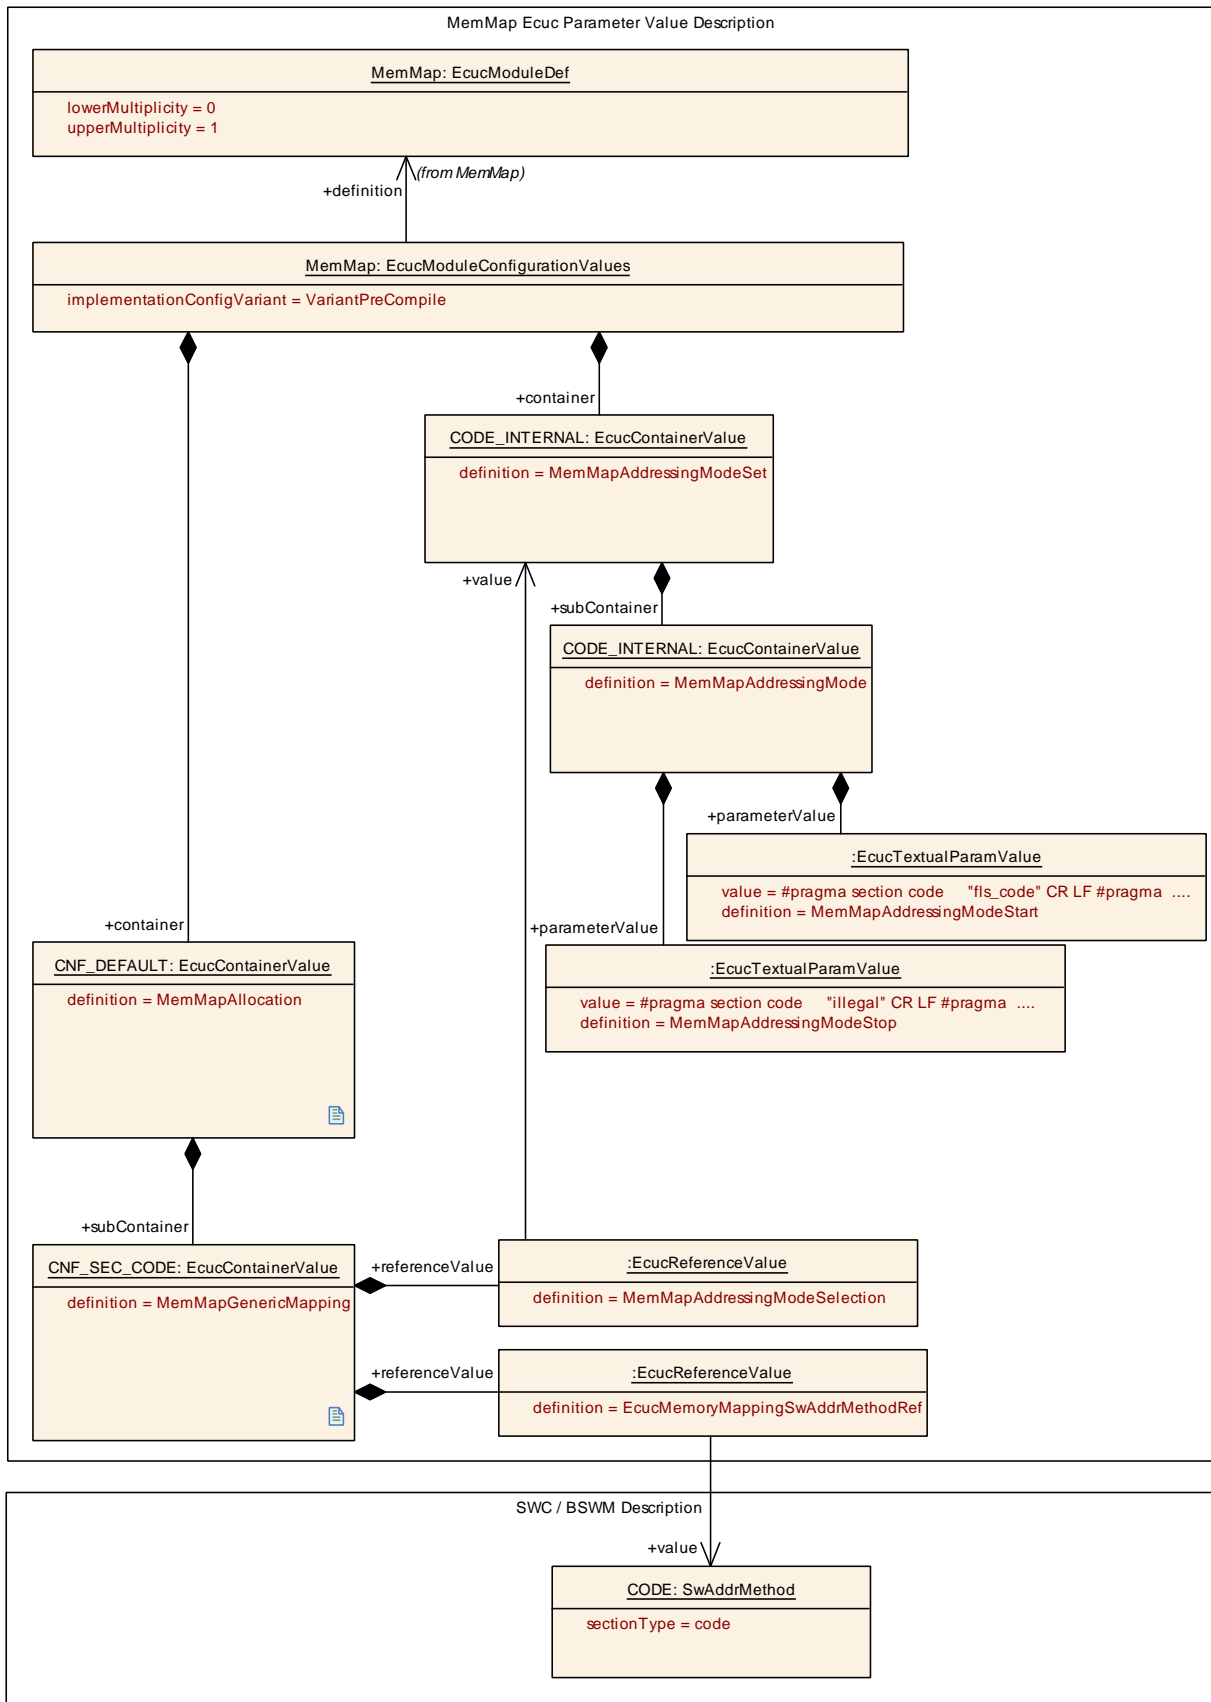 MemMap Ecuc Parameter Value Description
MemMap: EcucModuleDef
lowerMultiplicity = 0
upperMultiplicity = 1
(from MemMap)
+definition
MemMap: EcucModuleConfigurationValues
implementationConfigVariant = VariantPreCompile
+container
CODE_INTERNAL: EcucContainerValue
definition = MemMapAddressingModeSet
+value
+subContainer
CODE_INTERNAL: EcucContainerValue
definition = MemMapAddressingMode
+parameterValue
:EcucTextualParamValue
value = #pragma section code "fls_code" CR LF #pragma ....
definition = MemMapAddressingModeStart
+container
+parameterValue
CNF_DEFAULT: EcucContainerValue
definition = MemMapAllocation
:EcucTextualParamValue
value = #pragma section code "illegal" CR LF #pragma ....
definition = MemMapAddressingModeStop
+subContainer
CNF_SEC_CODE: EcucContainerValue
definition = MemMapGenericMapping
+referenceValue
:EcucReferenceValue
definition = MemMapAddressingModeSelection
+referenceValue
:EcucReferenceValue
definition = EcucMemoryMappingSwAddrMethodRef
SWC / BSWM Description
+value
CODE: SwAddrMethod
sectionType = code